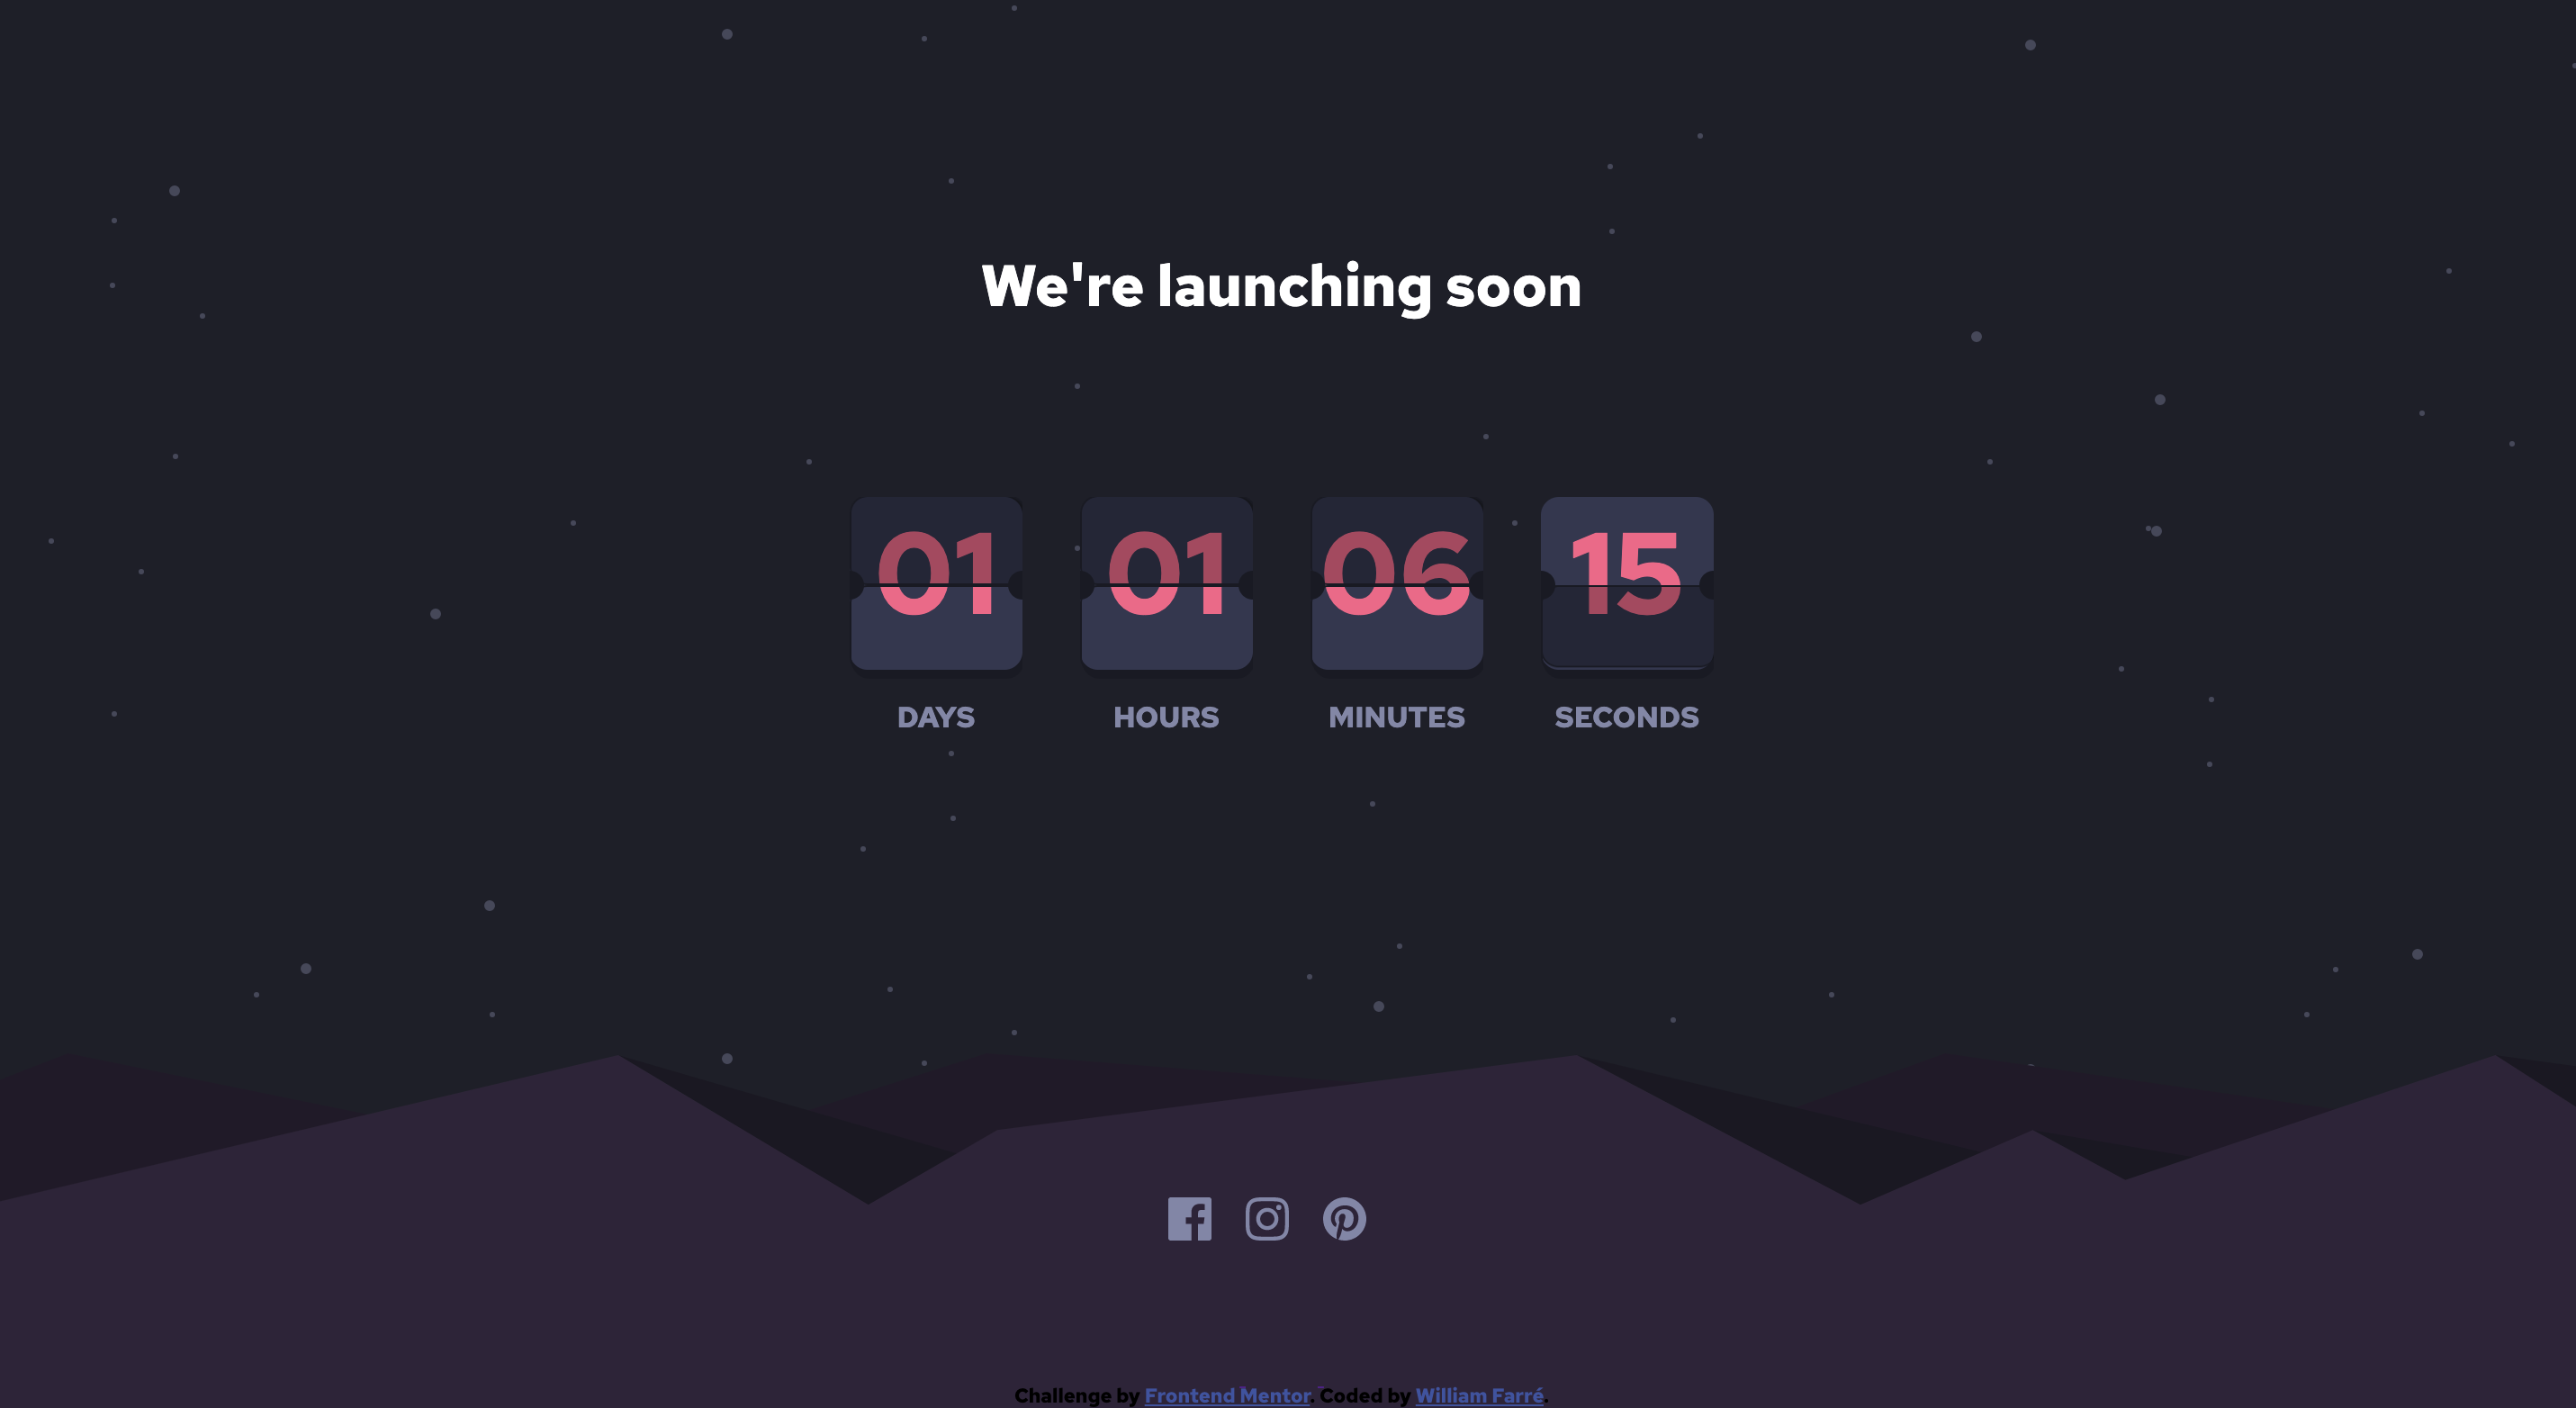 We're launching soon
01 01 06 15
DAYS HOURS MINUTES SECONDS
Challenge by Frontend Mentor. Coded by William Farré.